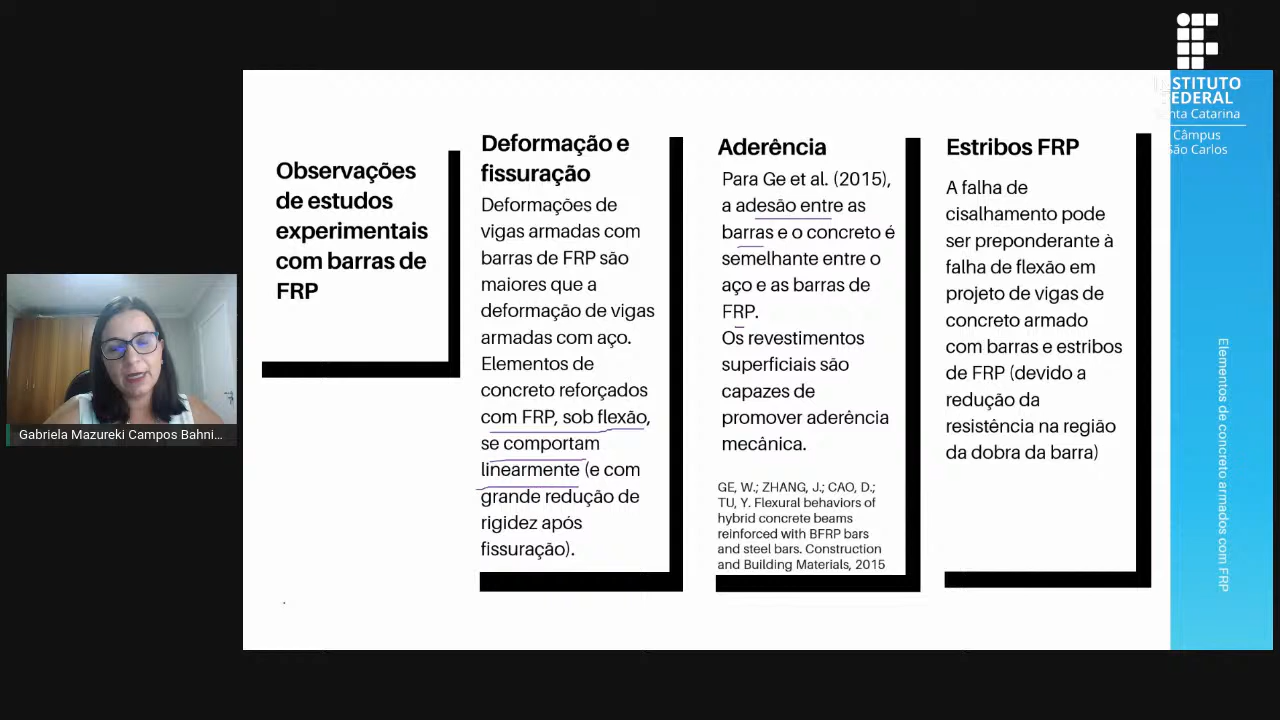 INSTITUTO
FEDERAL
Santa Catarina
Câmpus
São Carlos
Observações
de estudos
experimentais
com barras de
FRP
Deformação e
fissuração
Deformações de
vigas armadas com
barras de FRP são
maiores que a
deformação de vigas
armadas com aço.
Elementos de
concreto reforçados
com FRP, sob flexão,
se comportam
linearmente (e com
grande redução de
rigidez após
fissuração).
Aderência
Para Ge et al. (2015),
a adesão entre as
barras e o concreto é
semelhante entre o
aço e as barras de
FRP.
Os revestimentos
superficiais são
capazes de
promover aderência
mecânica.
GE, W.; ZHANG, J.; CAO, D.;
TU, Y. Flexural behaviors of
hybrid concrete beams
reinforced with BFRP bars
and steel bars. Construction
and Building Materials, 2015
Estribos FRP
A falha de
cisalhamento pode
ser preponderante à
falha de flexão em
projeto de vigas de
concreto armado
com barras e estribos
de FRP (devido a
redução da
resistência na região
da dobra da barra)
Elementos de concreto armados com FRP
Gabriela Mazureki Campos Bahni...